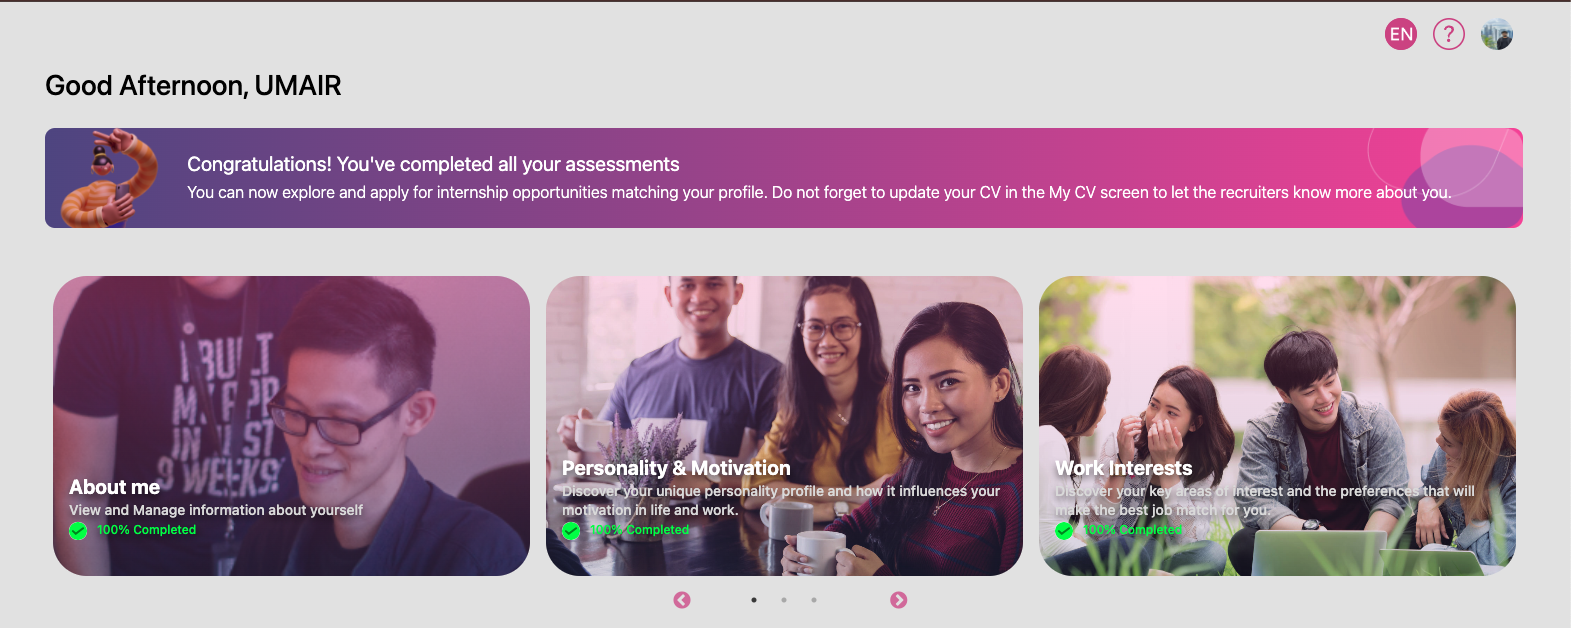 EN
?
Good Afternoon, UMAIR
Congratulations! You've completed all your assessments
You can now explore and apply for internship opportunities matching your profile. Do not forget to update your CV in the My CV screen to let the recruiters know more about you.
I BUILT
IN
WEEKS!
About me
View and Manage information about yourself
100% Completed
Personality & Motivation
Discover your unique personality profile and how it influences your
motivation in life and work.
100% Completed
Work Interests
Discover your key areas of interest and the preferences that will
make the best job match for you.
100% Completed